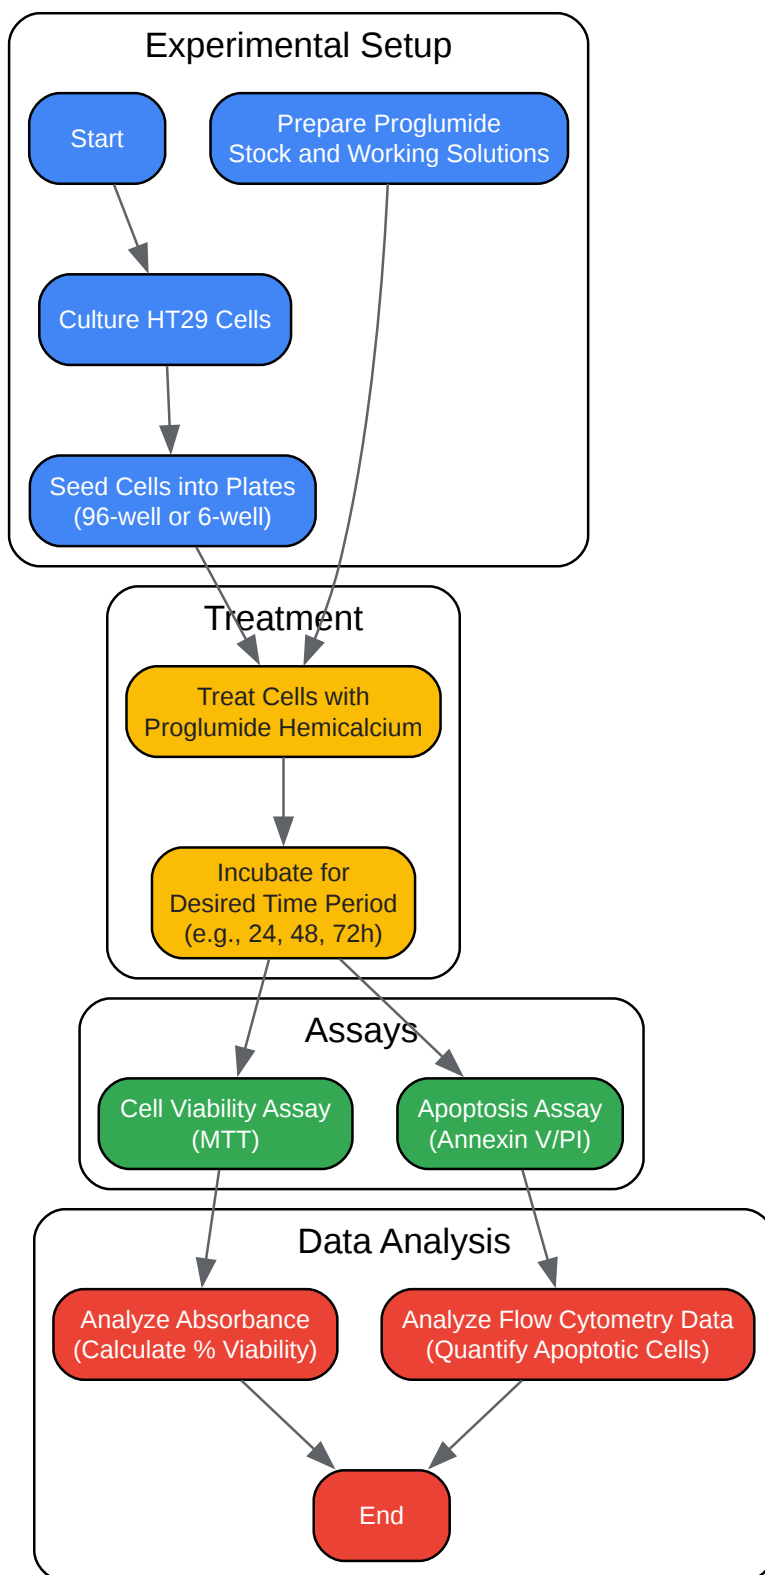 Experimental Setup
Start
Prepare Proglumide
Stock and Working Solutions
Culture HT29 Cells
Seed Cells into Plates
(96-well or 6-well)
Treatment
Treat Cells with
Proglumide Hemicalcium
Incubate for
Desired Time Period
(e.g., 24, 48, 72h)
Assays
Cell Viability Assay
(MTT)
Apoptosis Assay
(Annexin V/PI)
Data Analysis
Analyze Absorbance
(Calculate % Viability)
Analyze Flow Cytometry Data
(Quantify Apoptotic Cells)
End